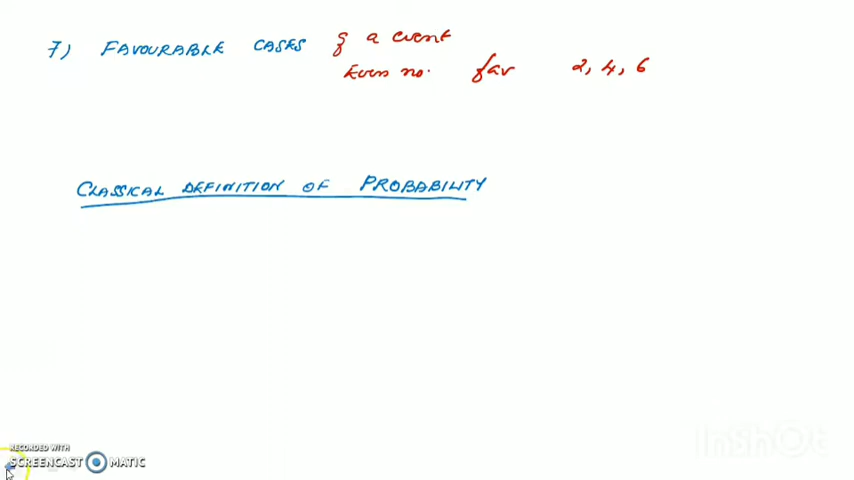 7) FAVOURABLE CASES of a event
Even no. fav 2, 4, 6
CLASSICAL DEFINITION OF PROBABILITY
RECORDED WITH
SCREENCAST MATIC
InShOt